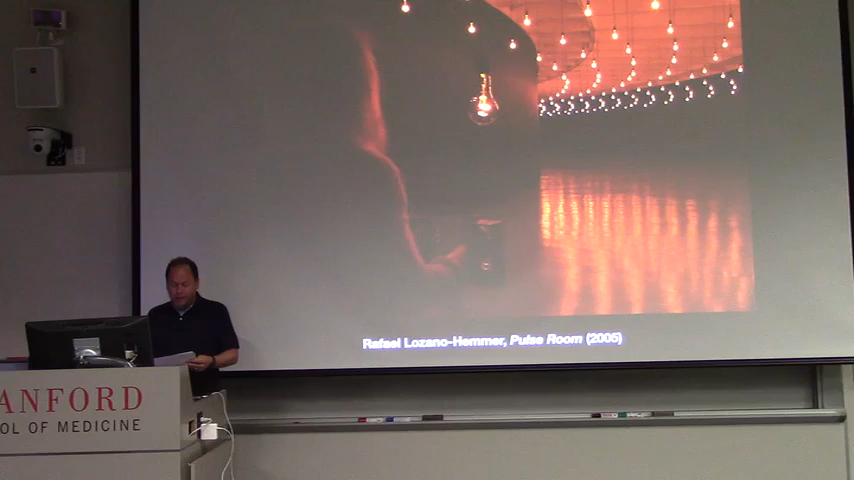 Rafael Lozano-Hemmer, Pulse Room (2005)
ANFORD
OL OF MEDICINE